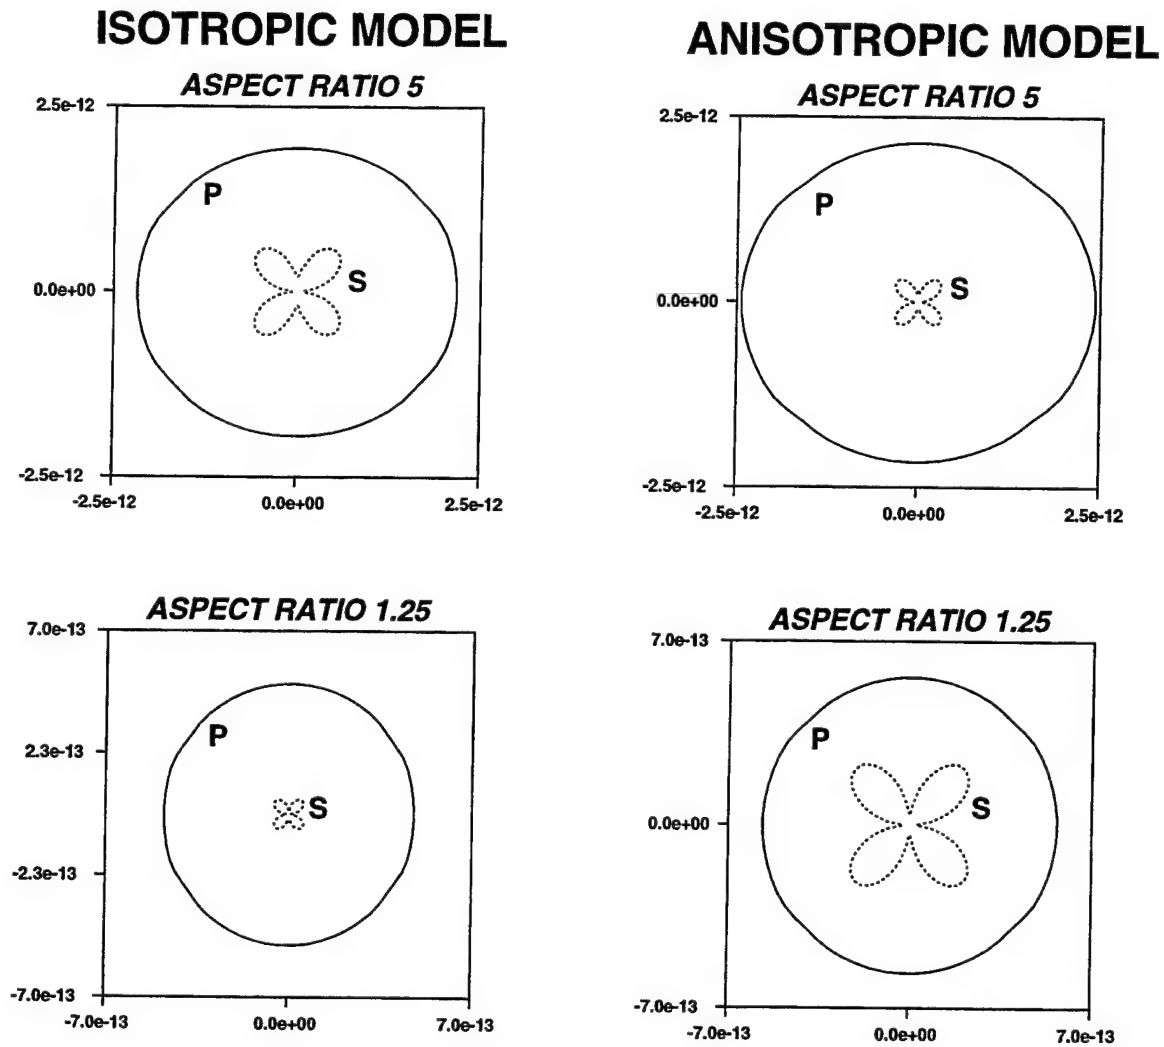 ISOTROPIC MODEL
ASPECT RATIO 5
2.5e-12
P
S
0.0e+00
-2.5e-12
-2.5e-12 0.0e+00 2.5e-12
ANISOTROPIC MODEL
ASPECT RATIO 5
2.5e-12
P
S
0.0e+00
-2.5e-12
-2.5e-12 0.0e+00 2.5e-12
ASPECT RATIO 1.25
7.0e-13
P
2.3e-13
S
-2.3e-13
-7.0e-13
-7.0e-13 0.0e+00 7.0e-13
ASPECT RATIO 1.25
7.0e-13
P
S
0.0e+00
-7.0e-13
-7.0e-13 0.0e+00 7.0e-13